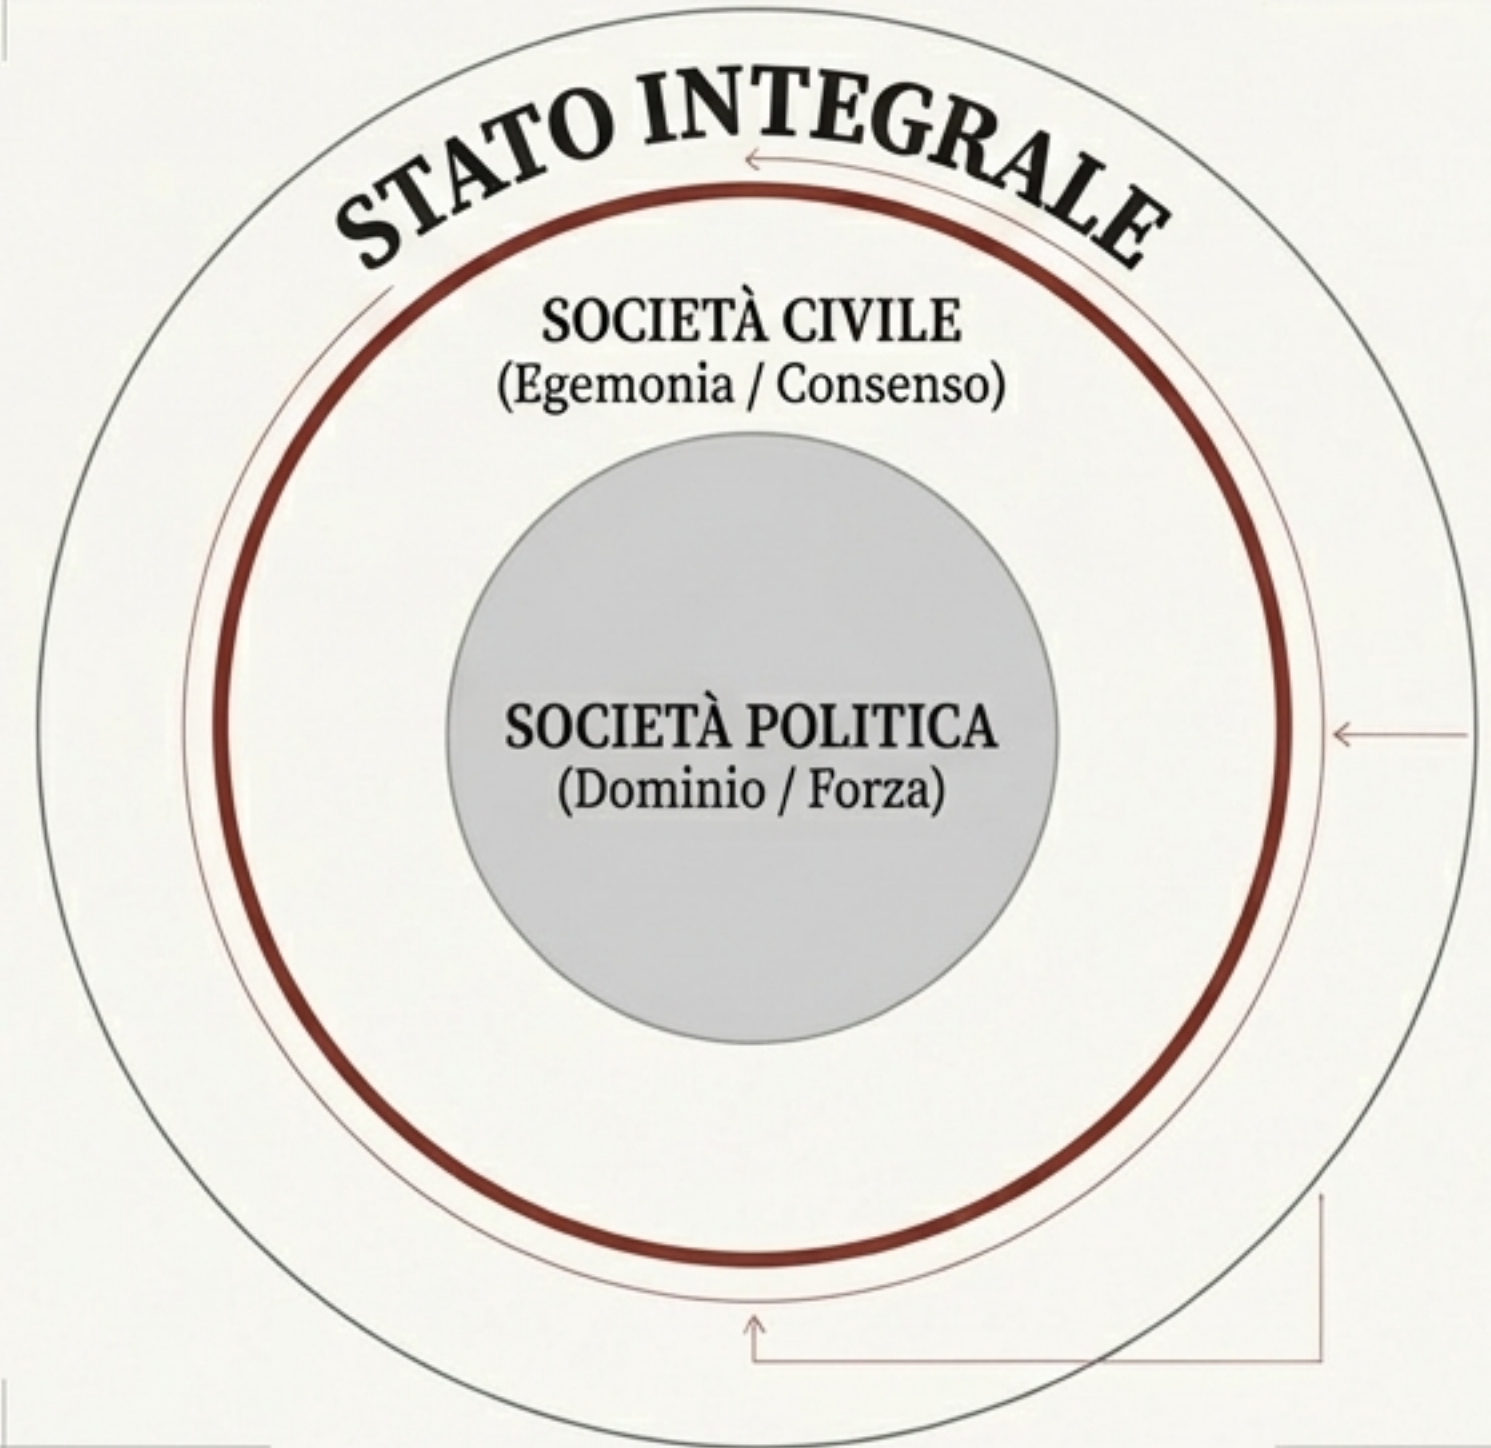 STATO INTEGRALE
SOCIETÀ CIVILE
(Egemonia / Consenso)
SOCIETÀ POLITICA
(Dominio / Forza)